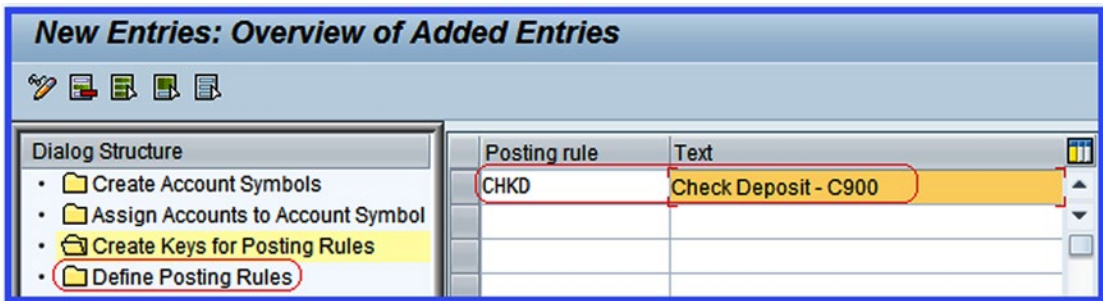 New Entries: Overview of Added Entries
Dialog Structure
Create Account Symbols
Assign Accounts to Account Symbol
Create Keys for Posting Rules
Define Posting Rules
Posting rule Text
CHKD Check Deposit - C900